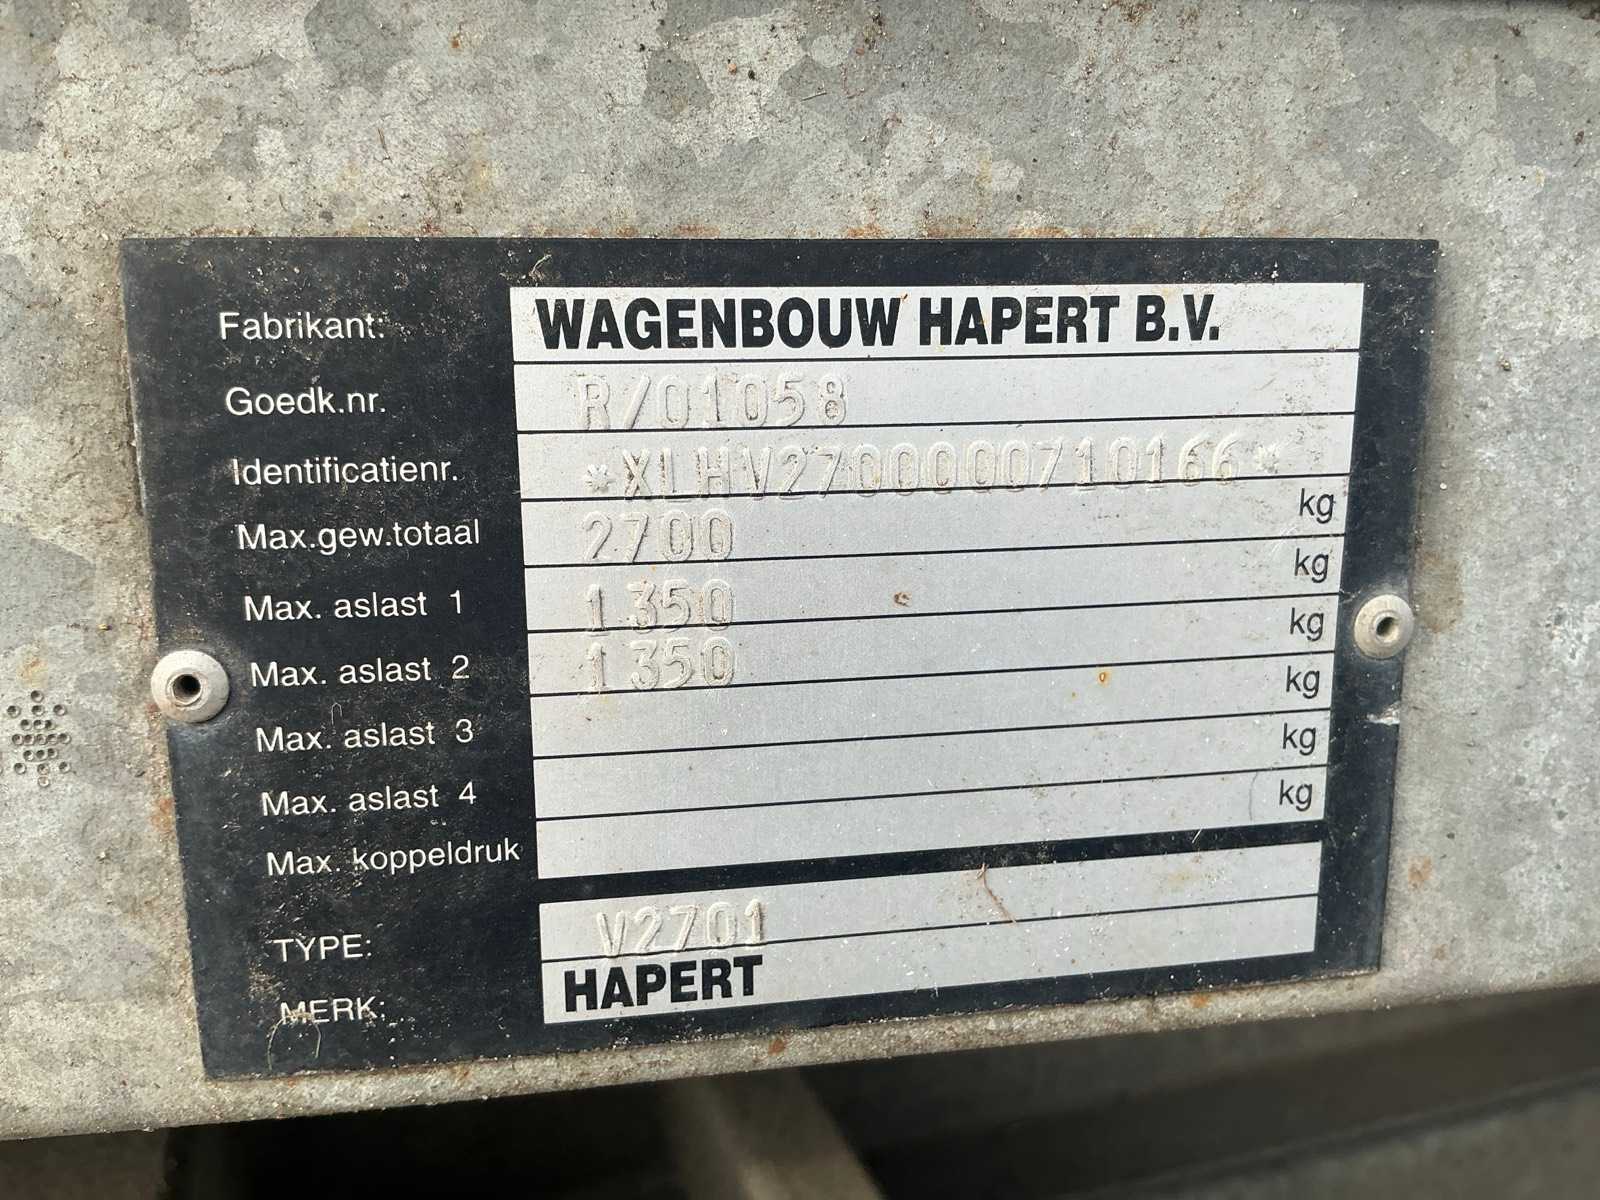 Fabrikant: WAGENBOUW HAPERT B.V.
Goedk.nr. R/01058
Identificatienr. *XLHV2700000710166*
Max.gew.totaal 2700 kg
Max. aslast 1 1350 kg
Max. aslast 2 1350 kg
Max. aslast 3 kg
Max. aslast 4 kg
Max. koppeldruk kg
TYPE: V2701
MERK: HAPERT